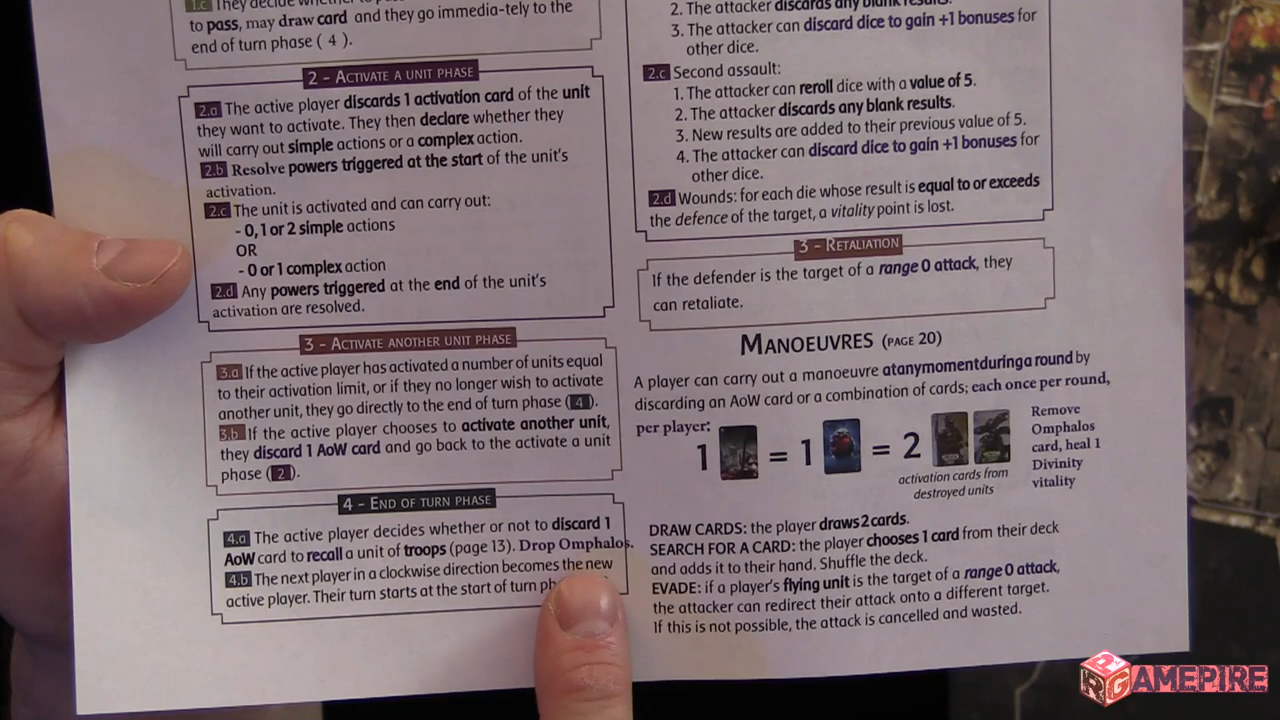 1.c They decide whether
to pass, may draw card and they go immedia-tely to the
end of turn phase ( 4 ).
2 - ACTIVATE A UNIT PHASE
2.a The active player discards 1 activation card of the unit
they want to activate. They then declare whether they
will carry out simple actions or a complex action.
2.b Resolve powers triggered at the start of the unit's
activation.
2.c The unit is activated and can carry out:
- 0, 1 or 2 simple actions
OR
- 0 or 1 complex action
2.d Any powers triggered at the end of the unit's
activation are resolved.
3 - ACTIVATE ANOTHER UNIT PHASE
3.a If the active player has activated a number of units equal
to their activation limit, or if they no longer wish to activate
another unit, they go directly to the end of turn phase ( 4 ).
3.b If the active player chooses to activate another unit,
they discard 1 AoW card and go back to the activate a unit
phase ( 2 ).
4 - END OF TURN PHASE
4.a The active player decides whether or not to discard 1
AoW card to recall a unit of troops (page 13). Drop Omphalos.
4.b The next player in a clockwise direction becomes the new
active player. Their turn starts at the start of turn
2. The attacker discards any blank results.
3. The attacker can discard dice to gain +1 bonuses for
other dice.
2.c Second assault:
1. The attacker can reroll dice with a value of 5.
2. The attacker discards any blank results.
3. New results are added to their previous value of 5.
4. The attacker can discard dice to gain +1 bonuses for
other dice.
2.d Wounds: for each die whose result is equal to or exceeds
the defence of the target, a vitality point is lost.
3 - RETALIATION
If the defender is the target of a range 0 attack, they
can retaliate.
MANOEUVRES (PAGE 20)
A player can carry out a manoeuvre atanymomentduringa round by
discarding an AoW card or a combination of cards; each once per round,
per player:
1 = 1 = 2
activation cards from
destroyed units
Remove
Omphalos
card, heal 1
Divinity
vitality
DRAW CARDS: the player draws 2 cards.
SEARCH FOR A CARD: the player chooses 1 card from their deck
and adds it to their hand. Shuffle the deck.
EVADE: if a player's flying unit is the target of a range 0 attack,
the attacker can redirect their attack onto a different target.
If this is not possible, the attack is cancelled and wasted.
RGAMEPIRE